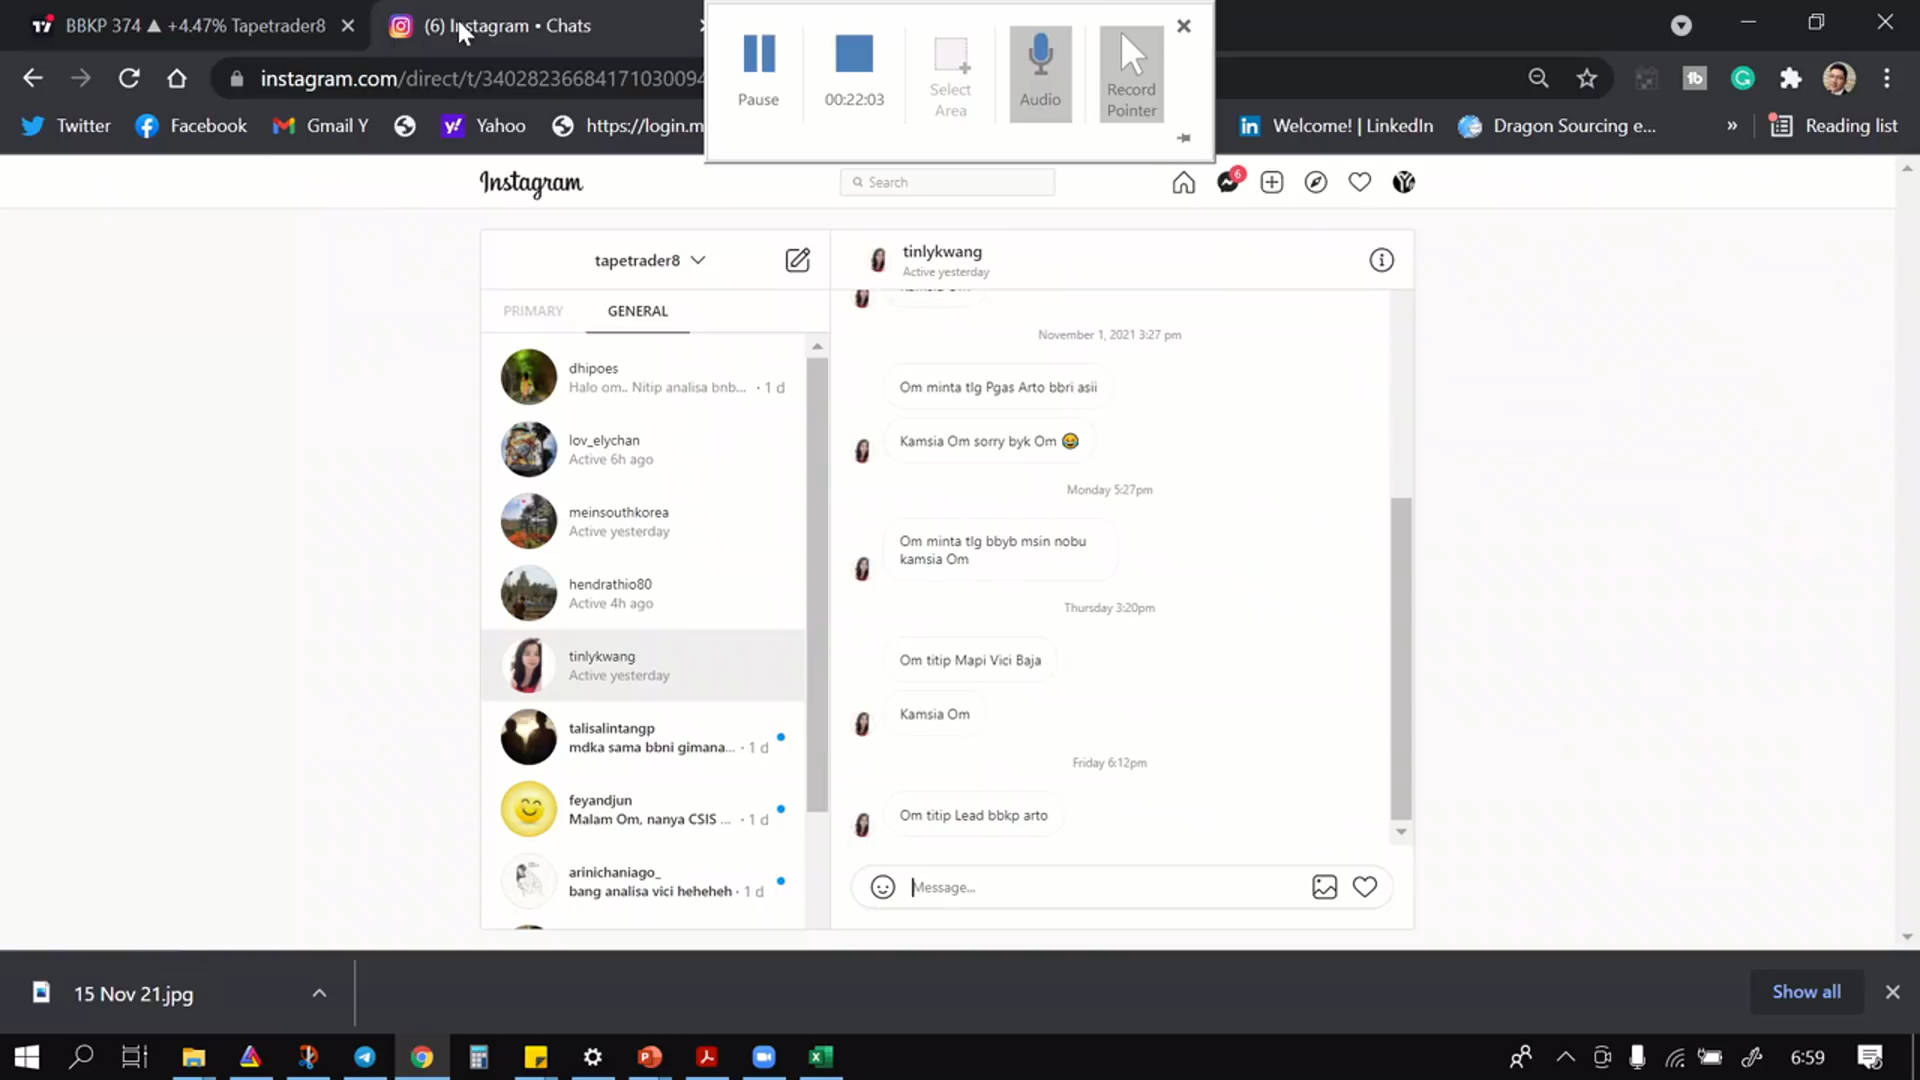 BBKP 374 ▲ +4.47% Tapetrader8
(6) Instagram • Chats
Pause
00:22:03
Select
Area
Audio
Record
Pointer
instagram.com/direct/t/34028236684171030094
Twitter
Facebook
Gmail Y
Yahoo
https://login.m
Welcome! | LinkedIn
Dragon Sourcing e...
»
Reading list
Instagram
Search
6
tapetrader8
PRIMARY
GENERAL
dhipoes
Halo om.. Nitip analisa bnb... · 1 d
lov_elychan
Active 6h ago
meinsouthkorea
Active yesterday
hendrathio80
Active 4h ago
tinlykwang
Active yesterday
talisalintangp
mdka sama bbni gimana... · 1 d
feyandjun
Malam Om, nanya CSIS ... · 1 d
arinichaniago_
bang analisa vici heheheh · 1 d
tinlykwang
Active yesterday
November 1, 2021 3:27 pm
Om minta tlg Pgas Arto bbri asii
Kamsia Om sorry byk Om 😂
Monday 5:27pm
Om minta tlg bbyb msin nobu
kamsia Om
Thursday 3:20pm
Om titip Mapi Vici Baja
Kamsia Om
Friday 6:12pm
Om titip Lead bbkp arto
Message...
15 Nov 21.jpg
Show all
6:59